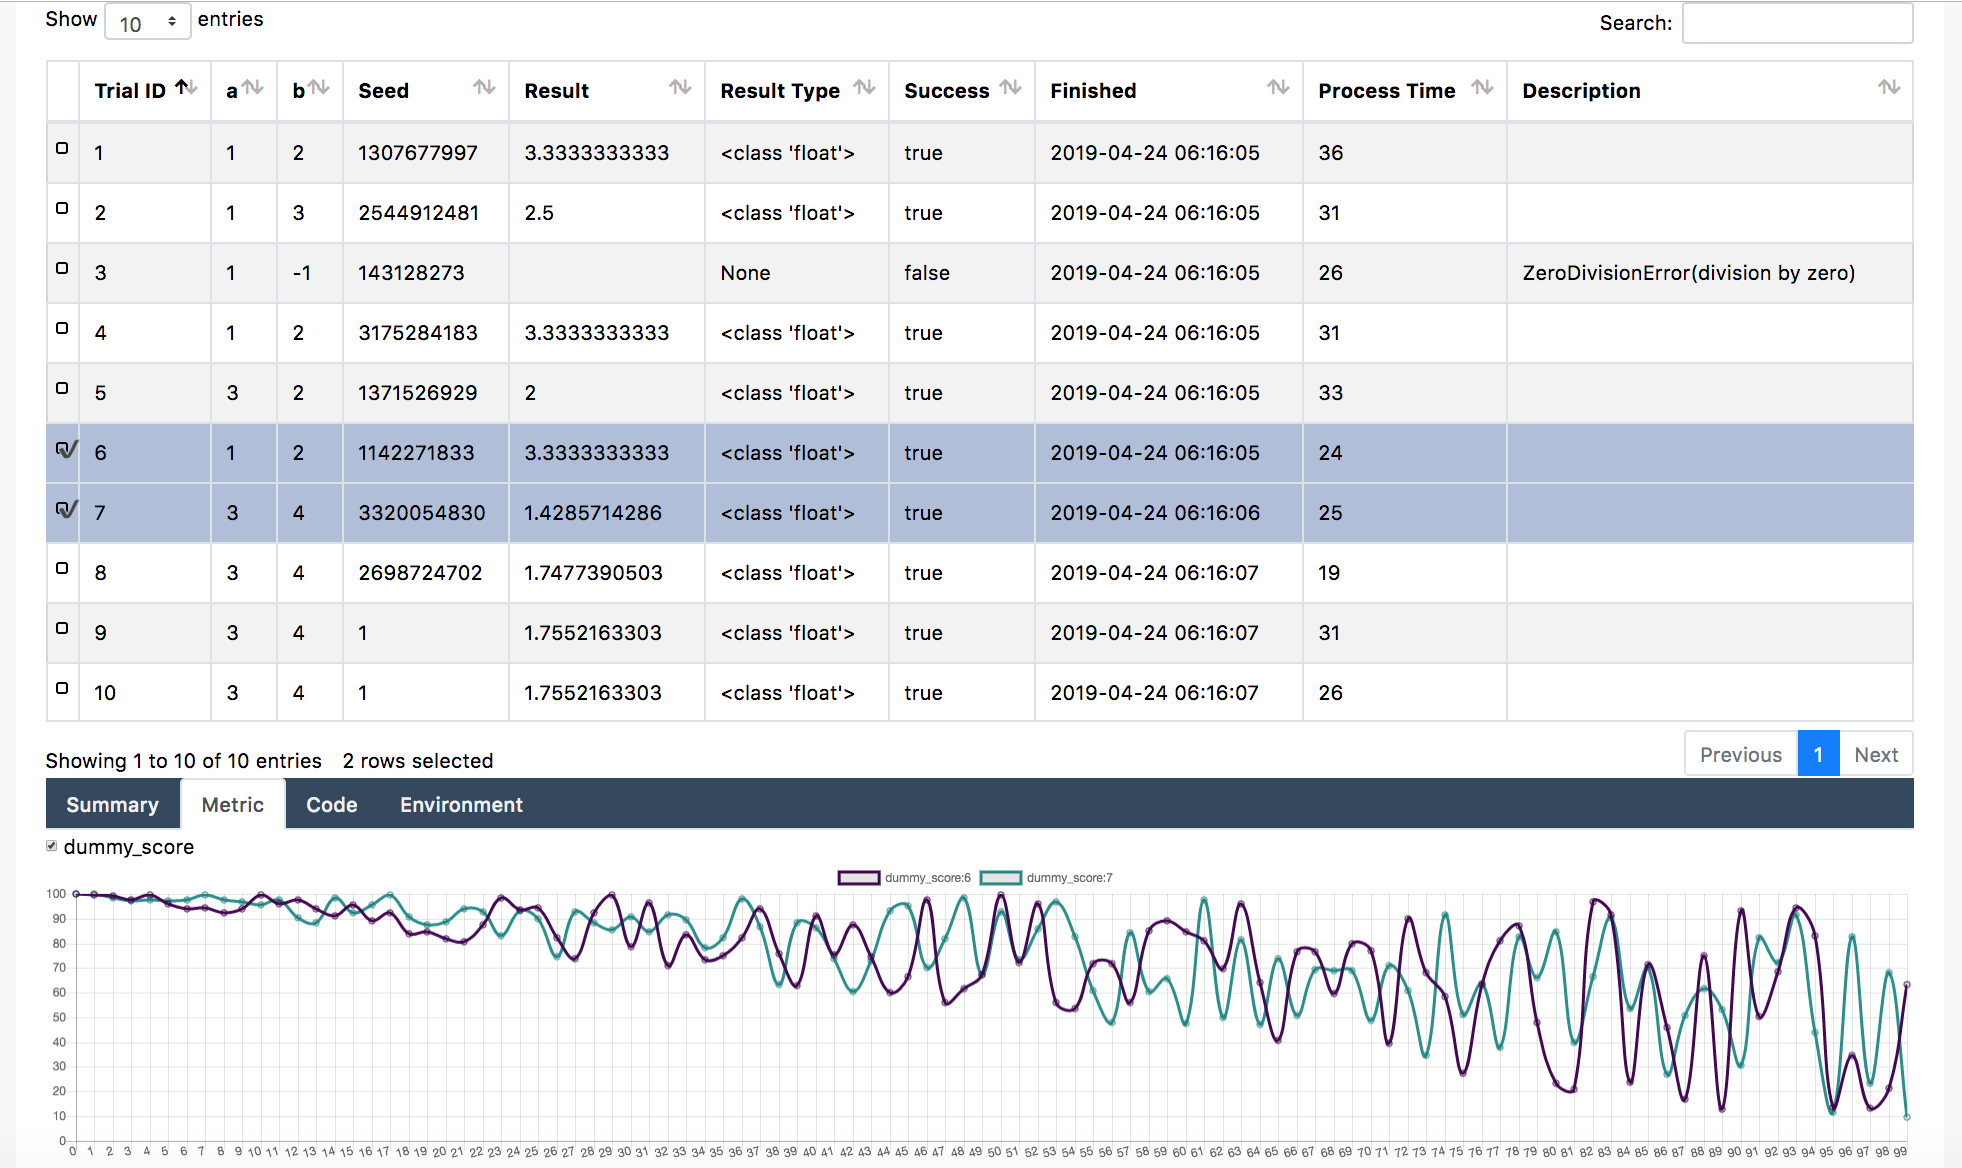 Show 10 entries Search:
Trial ID a b Seed Result Result Type Success Finished Process Time Description
1 1 2 1307677997 3.3333333333 <class 'float'> true 2019-04-24 06:16:05 36
2 1 3 2544912481 2.5 <class 'float'> true 2019-04-24 06:16:05 31
3 1 -1 143128273 None false 2019-04-24 06:16:05 26 ZeroDivisionError(division by zero)
4 1 2 3175284183 3.3333333333 <class 'float'> true 2019-04-24 06:16:05 31
5 3 2 1371526929 2 <class 'float'> true 2019-04-24 06:16:05 33
6 1 2 1142271833 3.3333333333 <class 'float'> true 2019-04-24 06:16:05 24
7 3 4 3320054830 1.4285714286 <class 'float'> true 2019-04-24 06:16:06 25
8 3 4 2698724702 1.7477390503 <class 'float'> true 2019-04-24 06:16:07 19
9 3 4 1 1.7552163303 <class 'float'> true 2019-04-24 06:16:07 31
10 3 4 1 1.7552163303 <class 'float'> true 2019-04-24 06:16:07 26
Showing 1 to 10 of 10 entries 2 rows selected Previous 1 Next
Summary Metric Code Environment
dummy_score
dummy_score:6 dummy_score:7
100
90
80
70
60
50
40
30
20
10
0
0 1 2 3 4 5 6 7 8 9 10 11 12 13 14 15 16 17 18 19 20 21 22 23 24 25 26 27 28 29 30 31 32 33 34 35 36 37 38 39 40 41 42 43 44 45 46 47 48 49 50 51 52 53 54 55 56 57 58 59 60 61 62 63 64 65 66 67 68 69 70 71 72 73 74 75 76 77 78 79 80 81 82 83 84 85 86 87 88 89 90 91 92 93 94 95 96 97 98 99